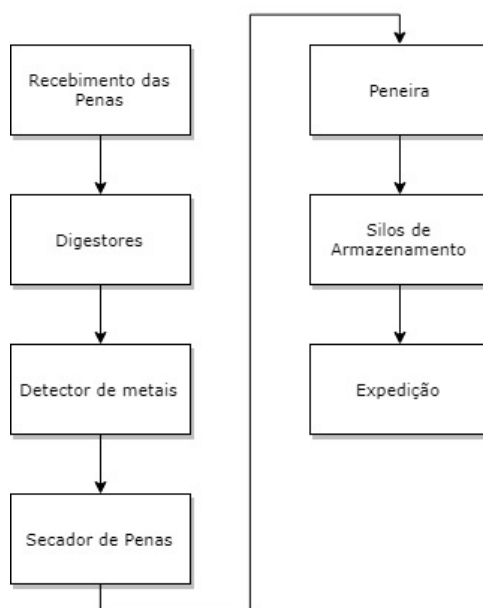 Recebimento das
Penas
Digestores
Detector de metais
Secador de Penas
Peneira
Silos de
Armazenamento
Expedição